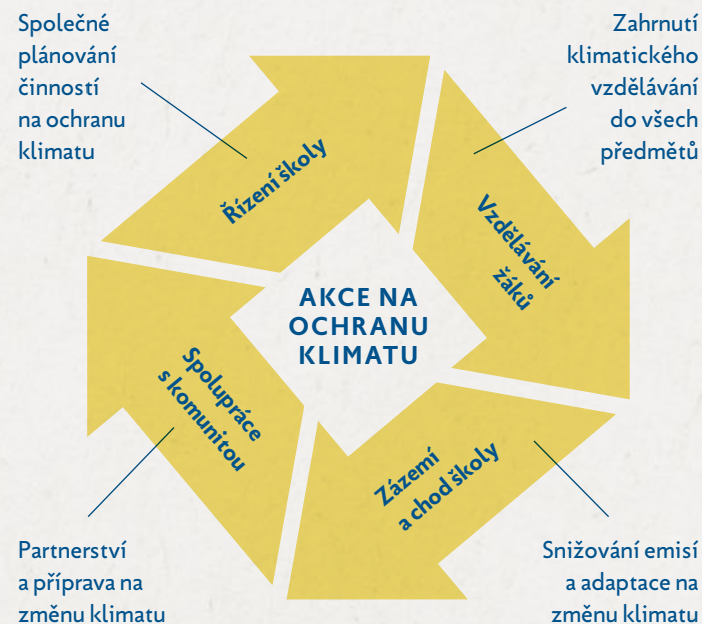 Společné
plánování
činností
na ochranu
klimatu
Zahrnutí
klimatického
vzdělávání
do všech
předmětů
Řízení školy
Vzdělávání
žáků
AKCE NA
OCHRANU
KLIMATU
Spolupráce
s komunitou
Zázemí
a chod školy
Partnerství
a příprava na
změnu klimatu
Snižování emisí
a adaptace na
změnu klimatu